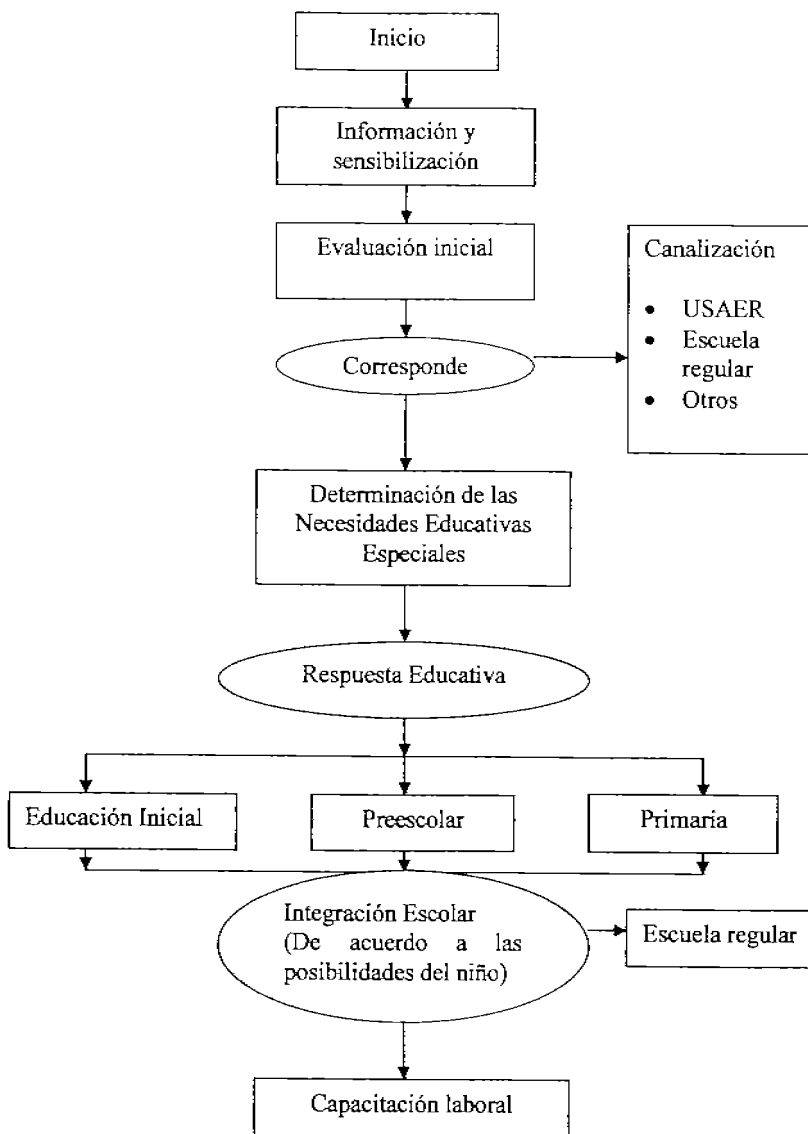 Inicio
Información y
sensibilización
Evaluación inicial
Canalización
• USAER
• Escuela
regular
• Otros
Corresponde
Determinación de las
Necesidades Educativas
Especiales
Respuesta Educativa
Educación Inicial
Preescolar
Primaria
Integración Escolar
(De acuerdo a las
posibilidades del niño)
Escuela regular
Capacitación laboral